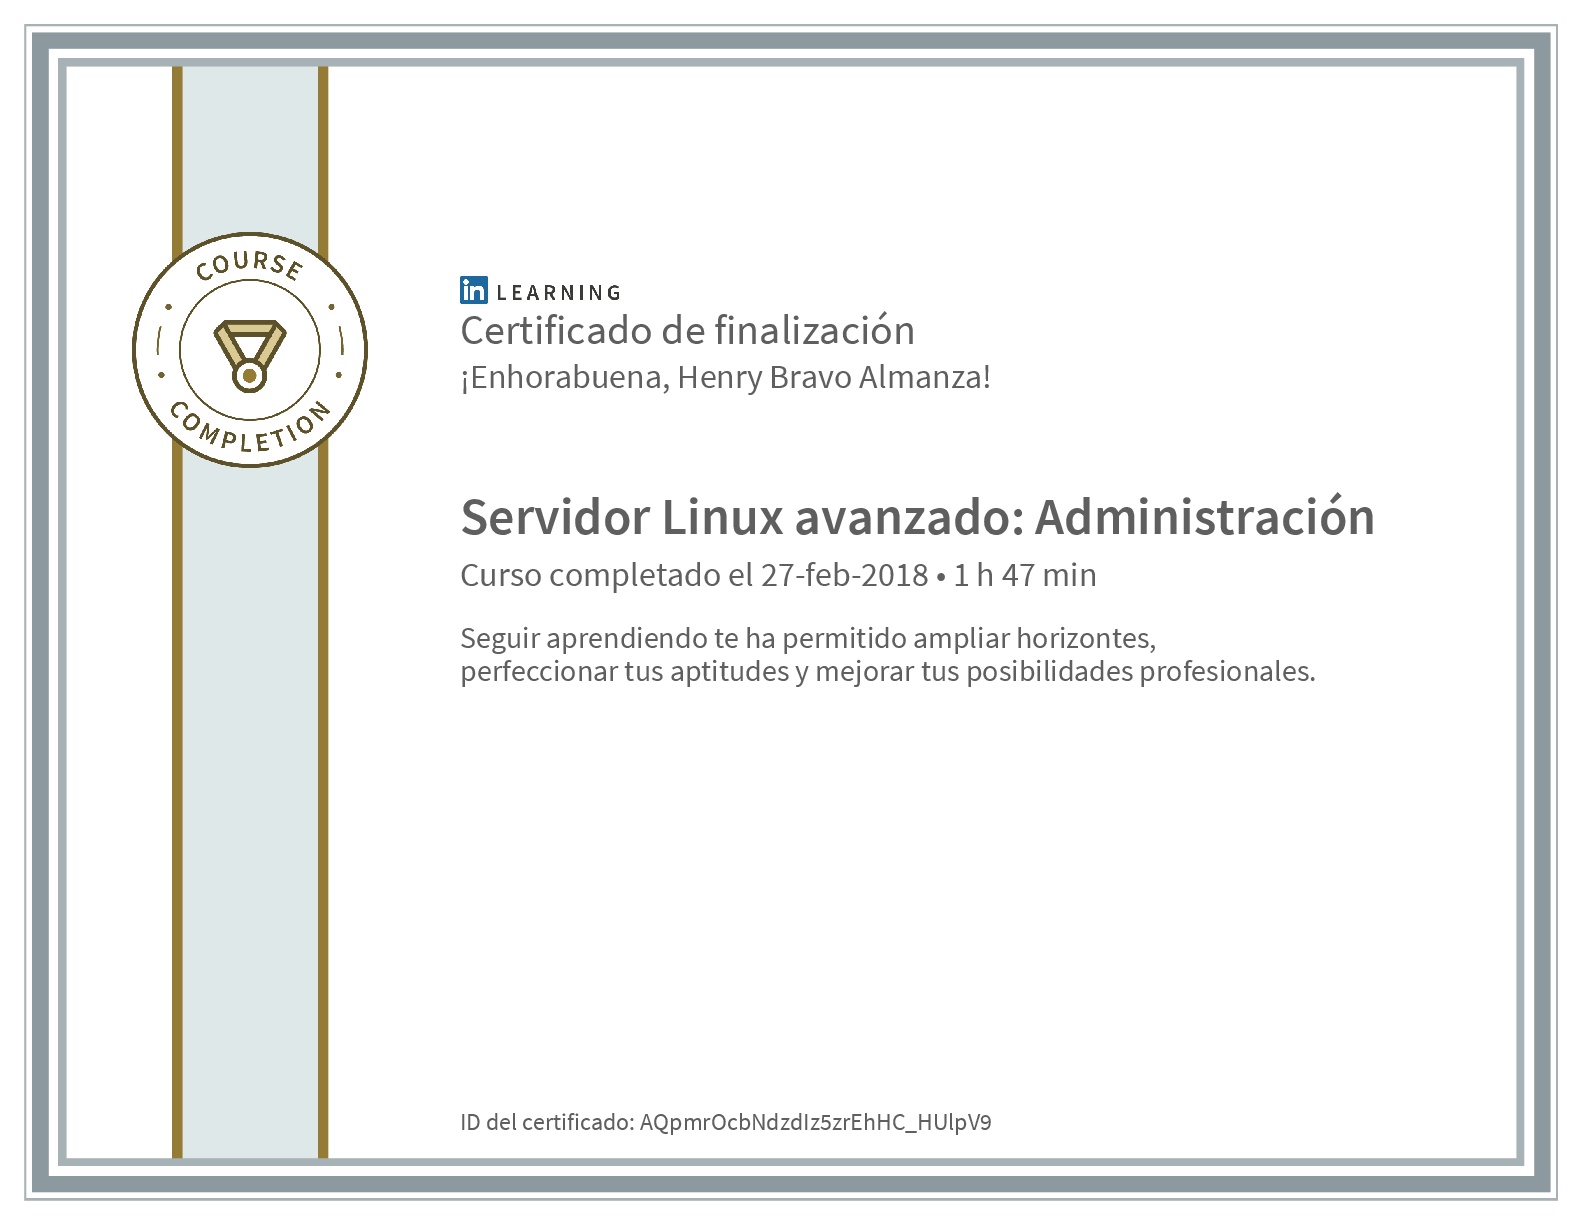 COURSE
COMPLETION
in LEARNING
Certificado de finalización
¡Enhorabuena, Henry Bravo Almanza!
Servidor Linux avanzado: Administración
Curso completado el 27-feb-2018 • 1 h 47 min
Seguir aprendiendo te ha permitido ampliar horizontes,
perfeccionar tus aptitudes y mejorar tus posibilidades profesionales.
ID del certificado: AQpmrOcbNdzdIz5zrEhHC_HUlpV9